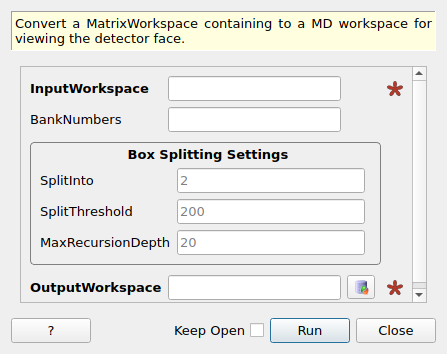 Convert a MatrixWorkspace containing to a MD workspace for
viewing the detector face.
InputWorkspace
BankNumbers
Box Splitting Settings
SplitInto 2
SplitThreshold 200
MaxRecursionDepth 20
OutputWorkspace
? Keep Open Run Close